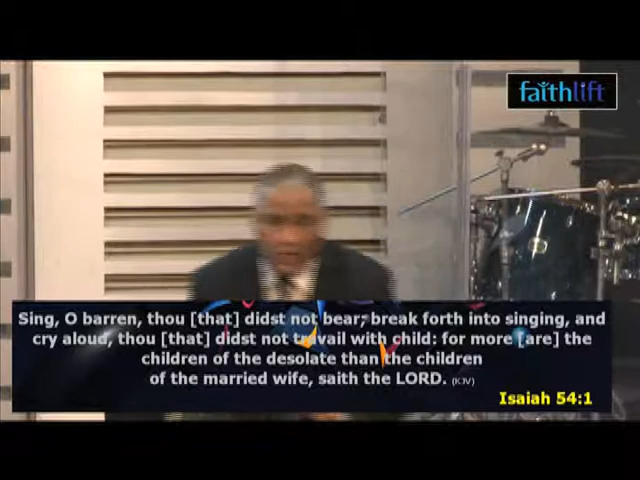 faithlift
Sing, O barren, thou [that] didst not bear; break forth into singing, and
cry aloud, thou [that] didst not travail with child: for more [are] the
children of the desolate than the children
of the married wife, saith the LORD. (KJV)
Isaiah 54:1